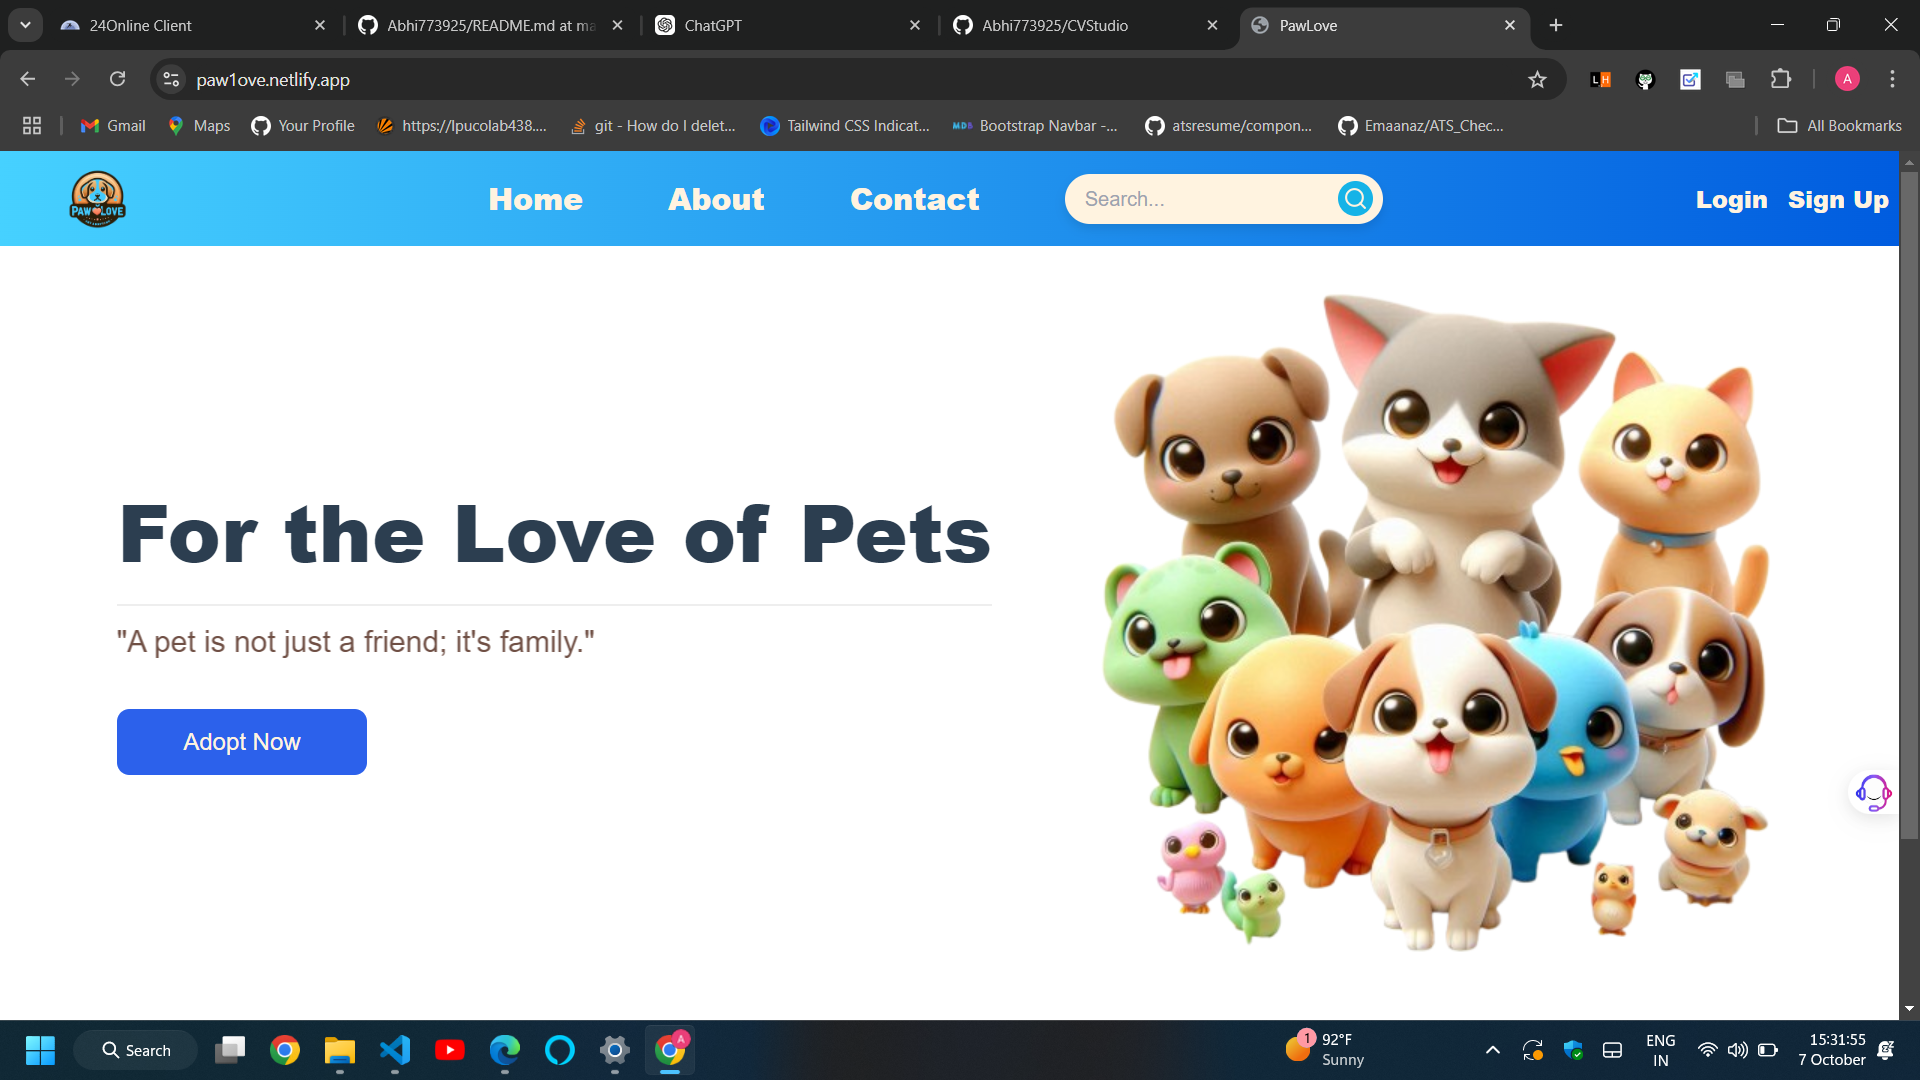 24Online Client
Abhi773925/README.md at ma
ChatGPT
Abhi773925/CVStudio
PawLove
paw1ove.netlify.app
LH
A
Gmail
Maps
Your Profile
https://lpucolab438....
git - How do I delet...
Tailwind CSS Indicat...
MDB
Bootstrap Navbar -...
atsresume/compon...
Emaanaz/ATS_Chec...
All Bookmarks
PAW LOVE
Home
About
Contact
Search...
Login
Sign Up
For the Love of Pets
"A pet is not just a friend; it's family."
Adopt Now
Search
A
1
92°F
Sunny
ENG
IN
15:31:55
7 October